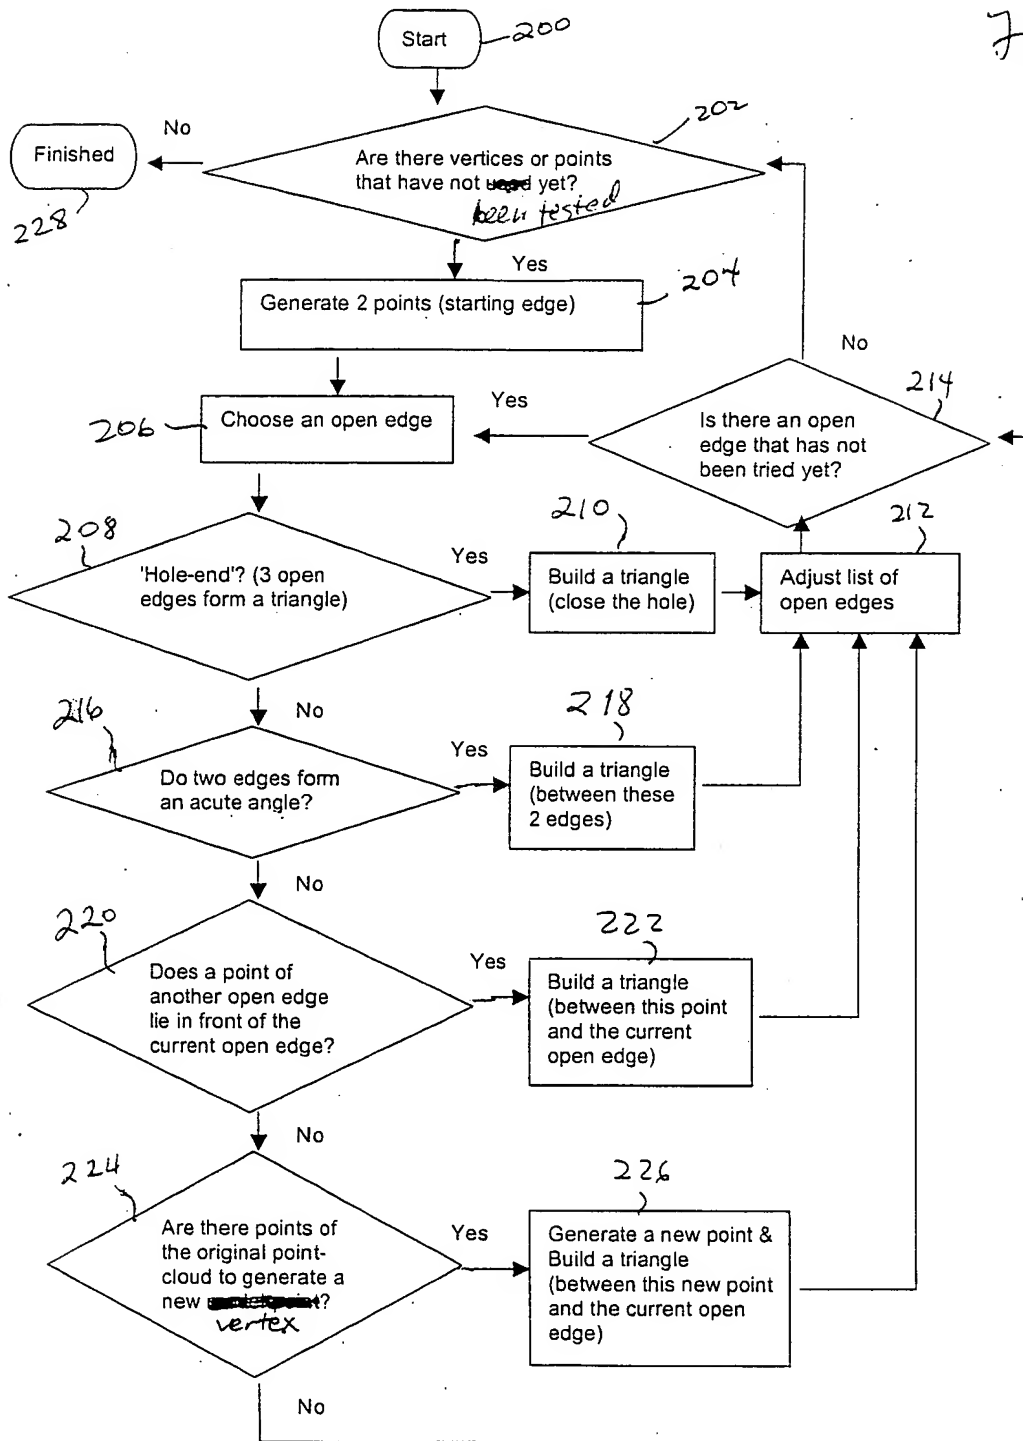 Start
200
7
202
No
Finished
228
Are there vertices or points
that have not used yet?
been tested
Yes
Generate 2 points (starting edge)
204
No
214
Yes
206
Choose an open edge
Is there an open
edge that has not
been tried yet?
208
'Hole-end'? (3 open
edges form a triangle)
Yes
210
Build a triangle
(close the hole)
212
Adjust list of
open edges
No
216
Do two edges form
an acute angle?
Yes
218
Build a triangle
(between these
2 edges)
No
220
Does a point of
another open edge
lie in front of the
current open edge?
Yes
222
Build a triangle
(between this point
and the current
open edge)
No
224
Are there points of
the original point-
cloud to generate a
new ?
vertex
Yes
226
Generate a new point &
Build a triangle
(between this new point
and the current open
edge)
No